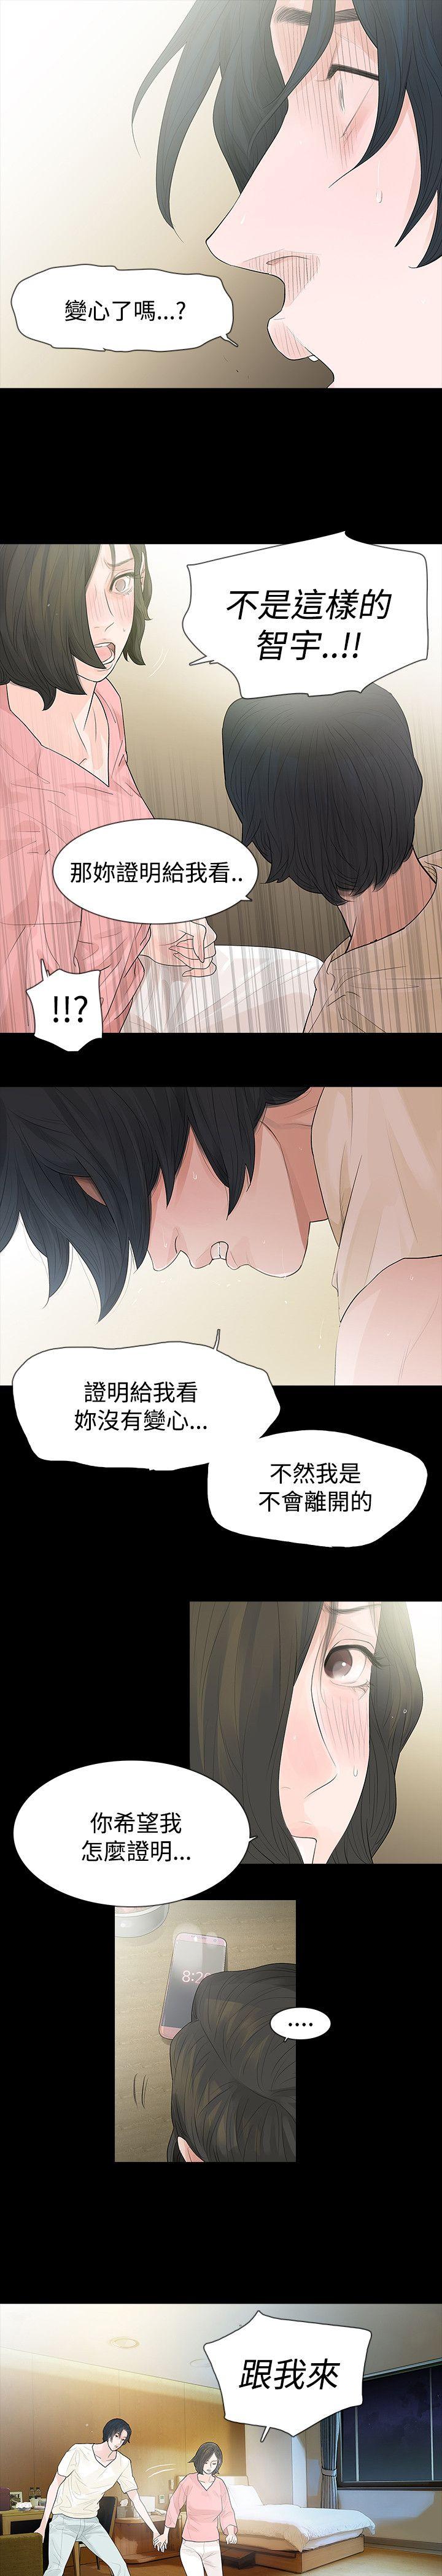 變心了嗎...?
不是這樣的
智宇..!!
那妳證明給我看..
!!?
證明給我看
妳沒有變心...
不然我是
不會離開的
你希望我
怎麼證明...
....
跟我來